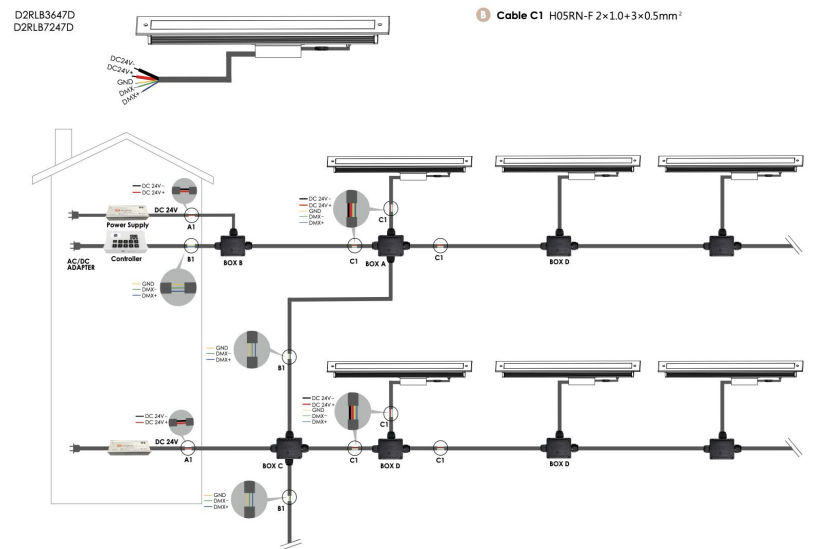 D2RLB3647D
D2RLB7247D
B Cable C1 H05RN-F 2×1.0+3×0.5mm²
DC24V-
DC24V+
GND
DMX-
DMX+
DC 24V-
DC 24V+
DC 24V
Power Supply
A1
AC/DC
ADAPTER
Controller
B1
BOX B
GND
DMX-
DMX+
DC 24V-
DC 24V+
GND
DMX-
DMX+
C1
C1
BOX A
C1
BOX D
GND
DMX-
DMX+
B1
DC 24V-
DC 24V+
DC 24V
A1
BOX C
DC 24V-
DC 24V+
GND
DMX-
DMX+
C1
C1
BOX D
C1
BOX D
GND
DMX-
DMX+
B1